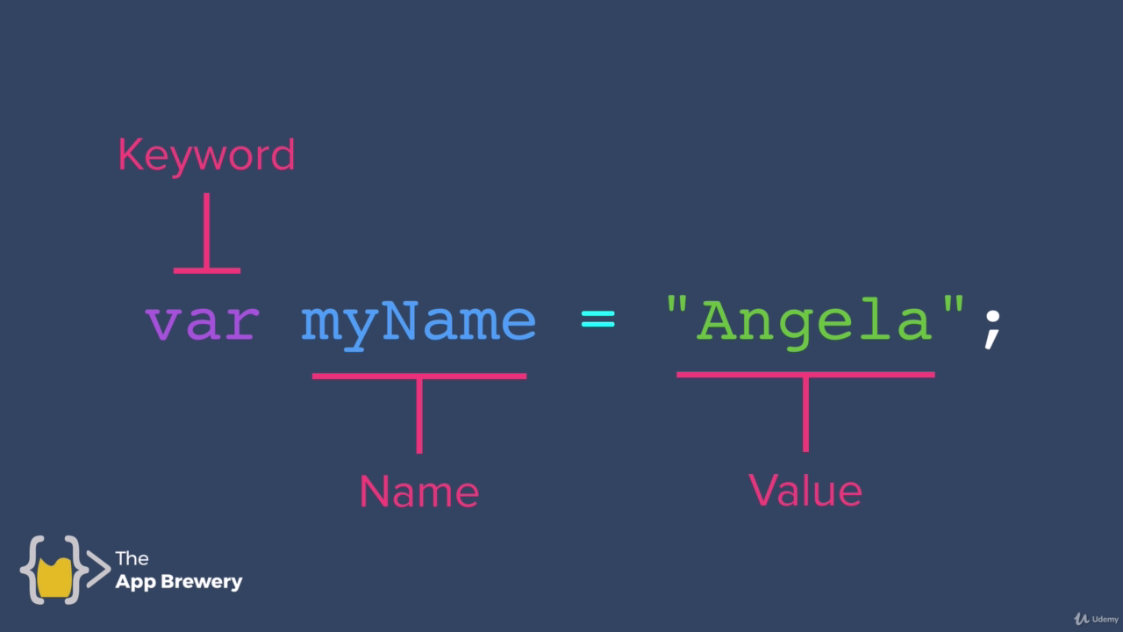 Keyword
var myName = "Angela";
Name Value
The
App Brewery
Udemy